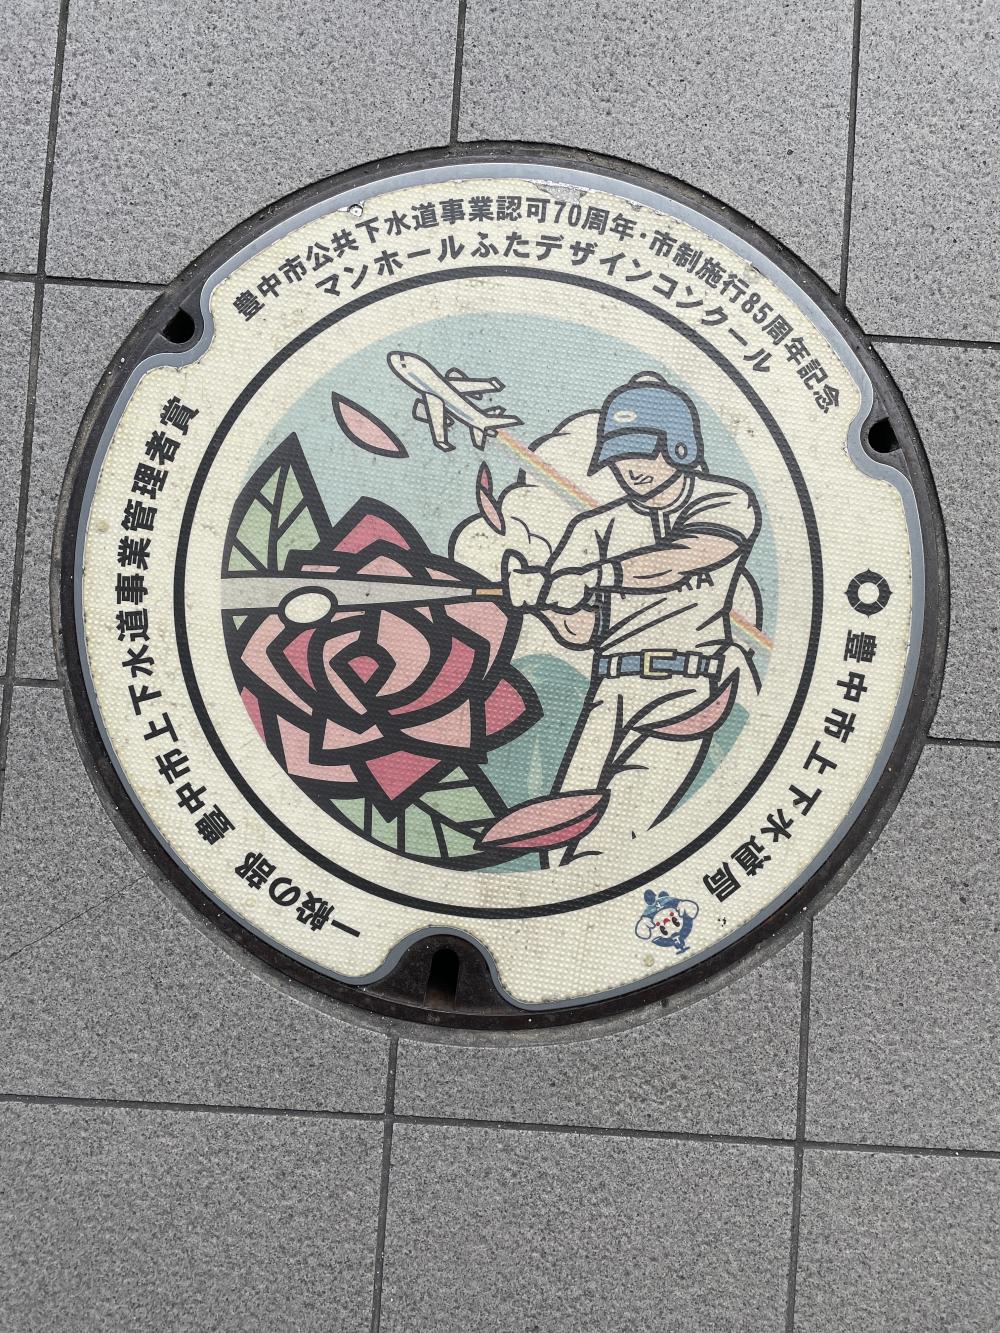 豊中市公共下水道事業認可70周年・市制施行85周年記念
マンホールふたデザインコンクール
一般の部 豊中市上下水道事業管理者賞
豊中市上下水道局